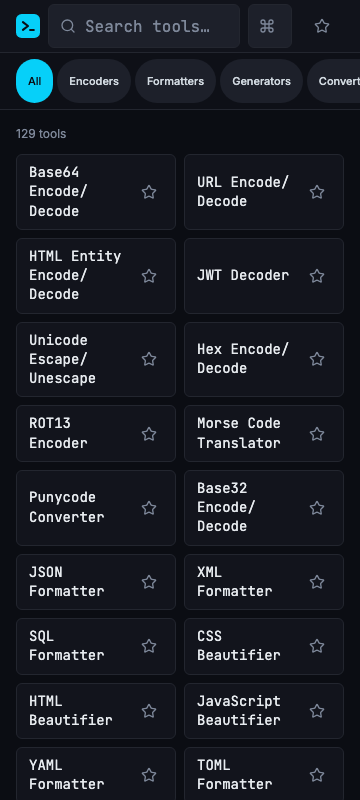 Search tools…
⌘
All
Encoders
Formatters
Generators
Convert
129 tools
Base64
Encode/
Decode
URL Encode/
Decode
HTML Entity
Encode/
Decode
JWT Decoder
Unicode
Escape/
Unescape
Hex Encode/
Decode
ROT13
Encoder
Morse Code
Translator
Punycode
Converter
Base32
Encode/
Decode
JSON
Formatter
XML
Formatter
SQL
Formatter
CSS
Beautifier
HTML
Beautifier
JavaScript
Beautifier
YAML
Formatter
TOML
Formatter